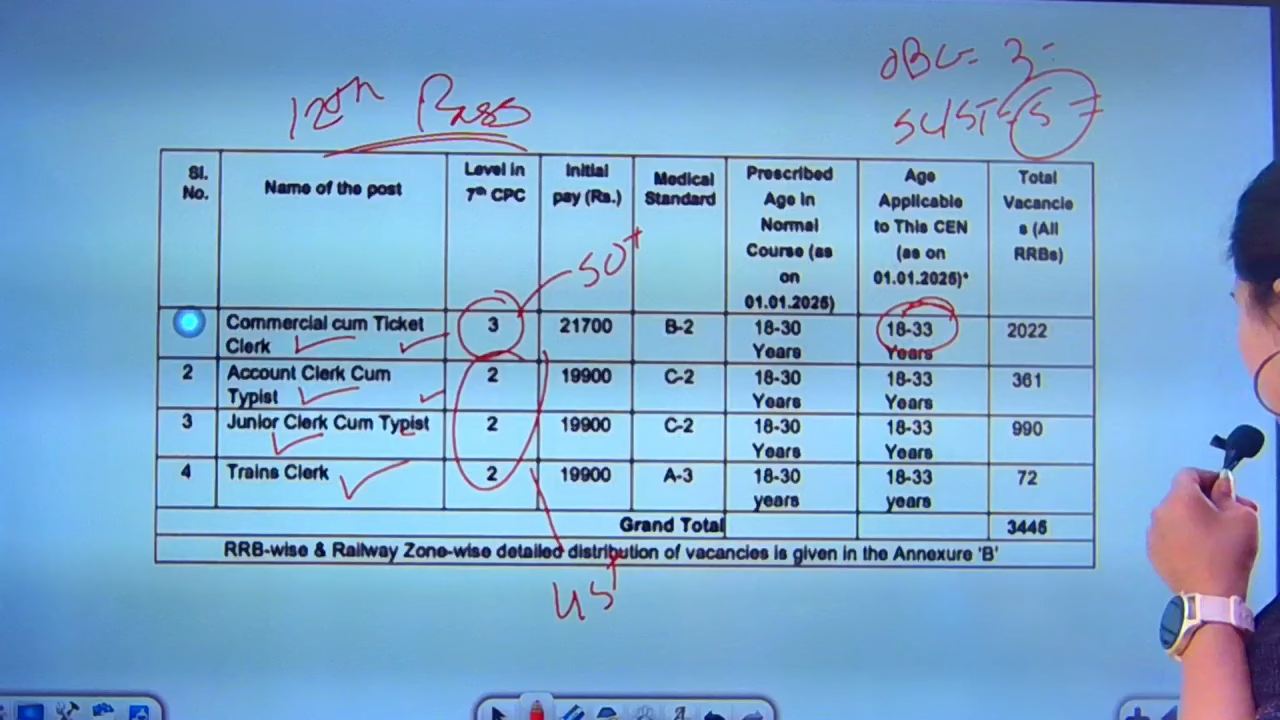 OBC- 3-
12th Pass
SC/ST- 5
Sl. No. Name of the post Level in 7th CPC Initial pay (Rs.) Medical Standard Prescribed Age in Normal Course (as on 01.01.2025) Age Applicable to This CEN (as on 01.01.2025)* Total Vacancies (All RRBs)
50+
Commercial cum Ticket Clerk 3 21700 B-2 18-30 Years 18-33 Years 2022
2 Account Clerk Cum Typist 2 19900 C-2 18-30 Years 18-33 Years 361
3 Junior Clerk Cum Typist 2 19900 C-2 18-30 Years 18-33 Years 990
4 Trains Clerk 2 19900 A-3 18-30 years 18-33 years 72
Grand Total 3445
RRB-wise & Railway Zone-wise detailed distribution of vacancies is given in the Annexure 'B'
45+